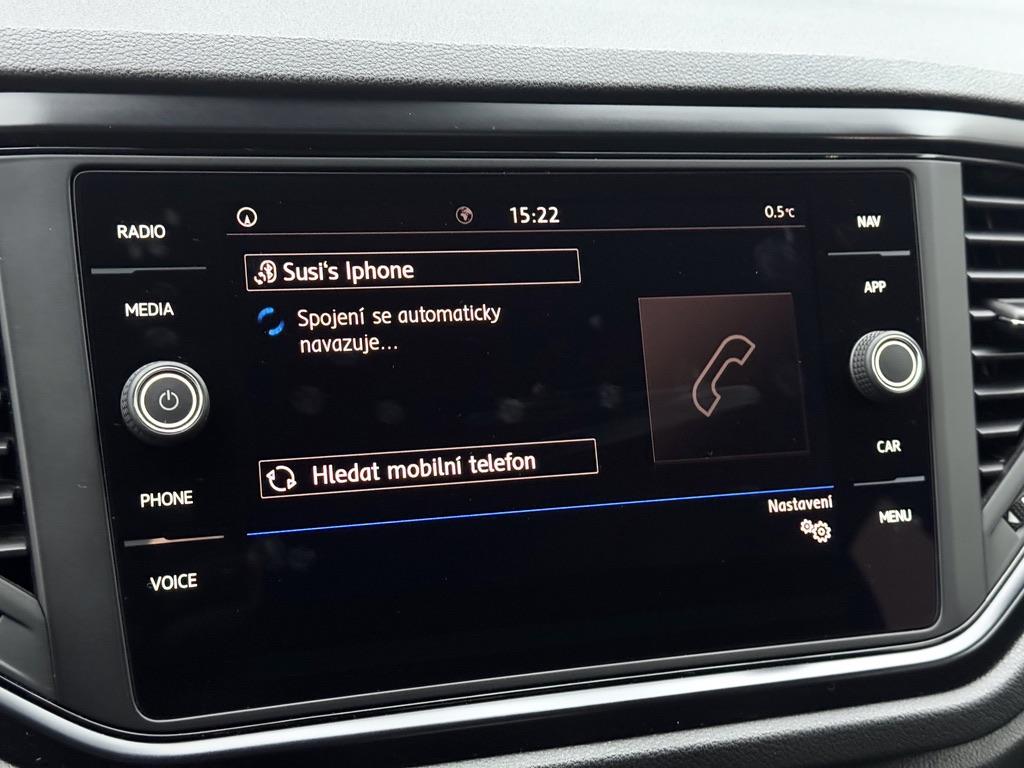 RADIO
MEDIA
PHONE
VOICE
15:22
0.5°C
Susi's Iphone
Spojení se automaticky
navazuje...
Hledat mobilní telefon
Nastavení
NAV
APP
CAR
MENU